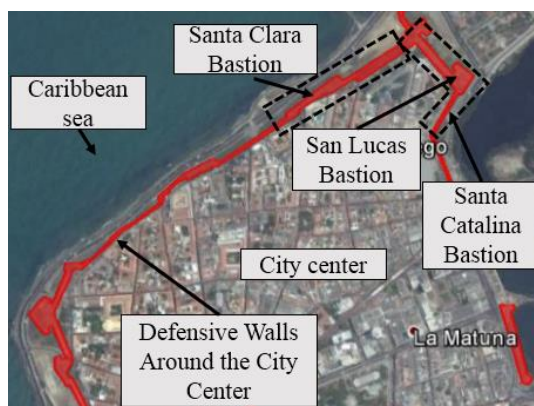 Santa Clara
Bastion
Caribbean
sea
San Lucas
Bastion
Santa
Catalina
Bastion
City center
Defensive Walls
Around the City
Center
La Matuna